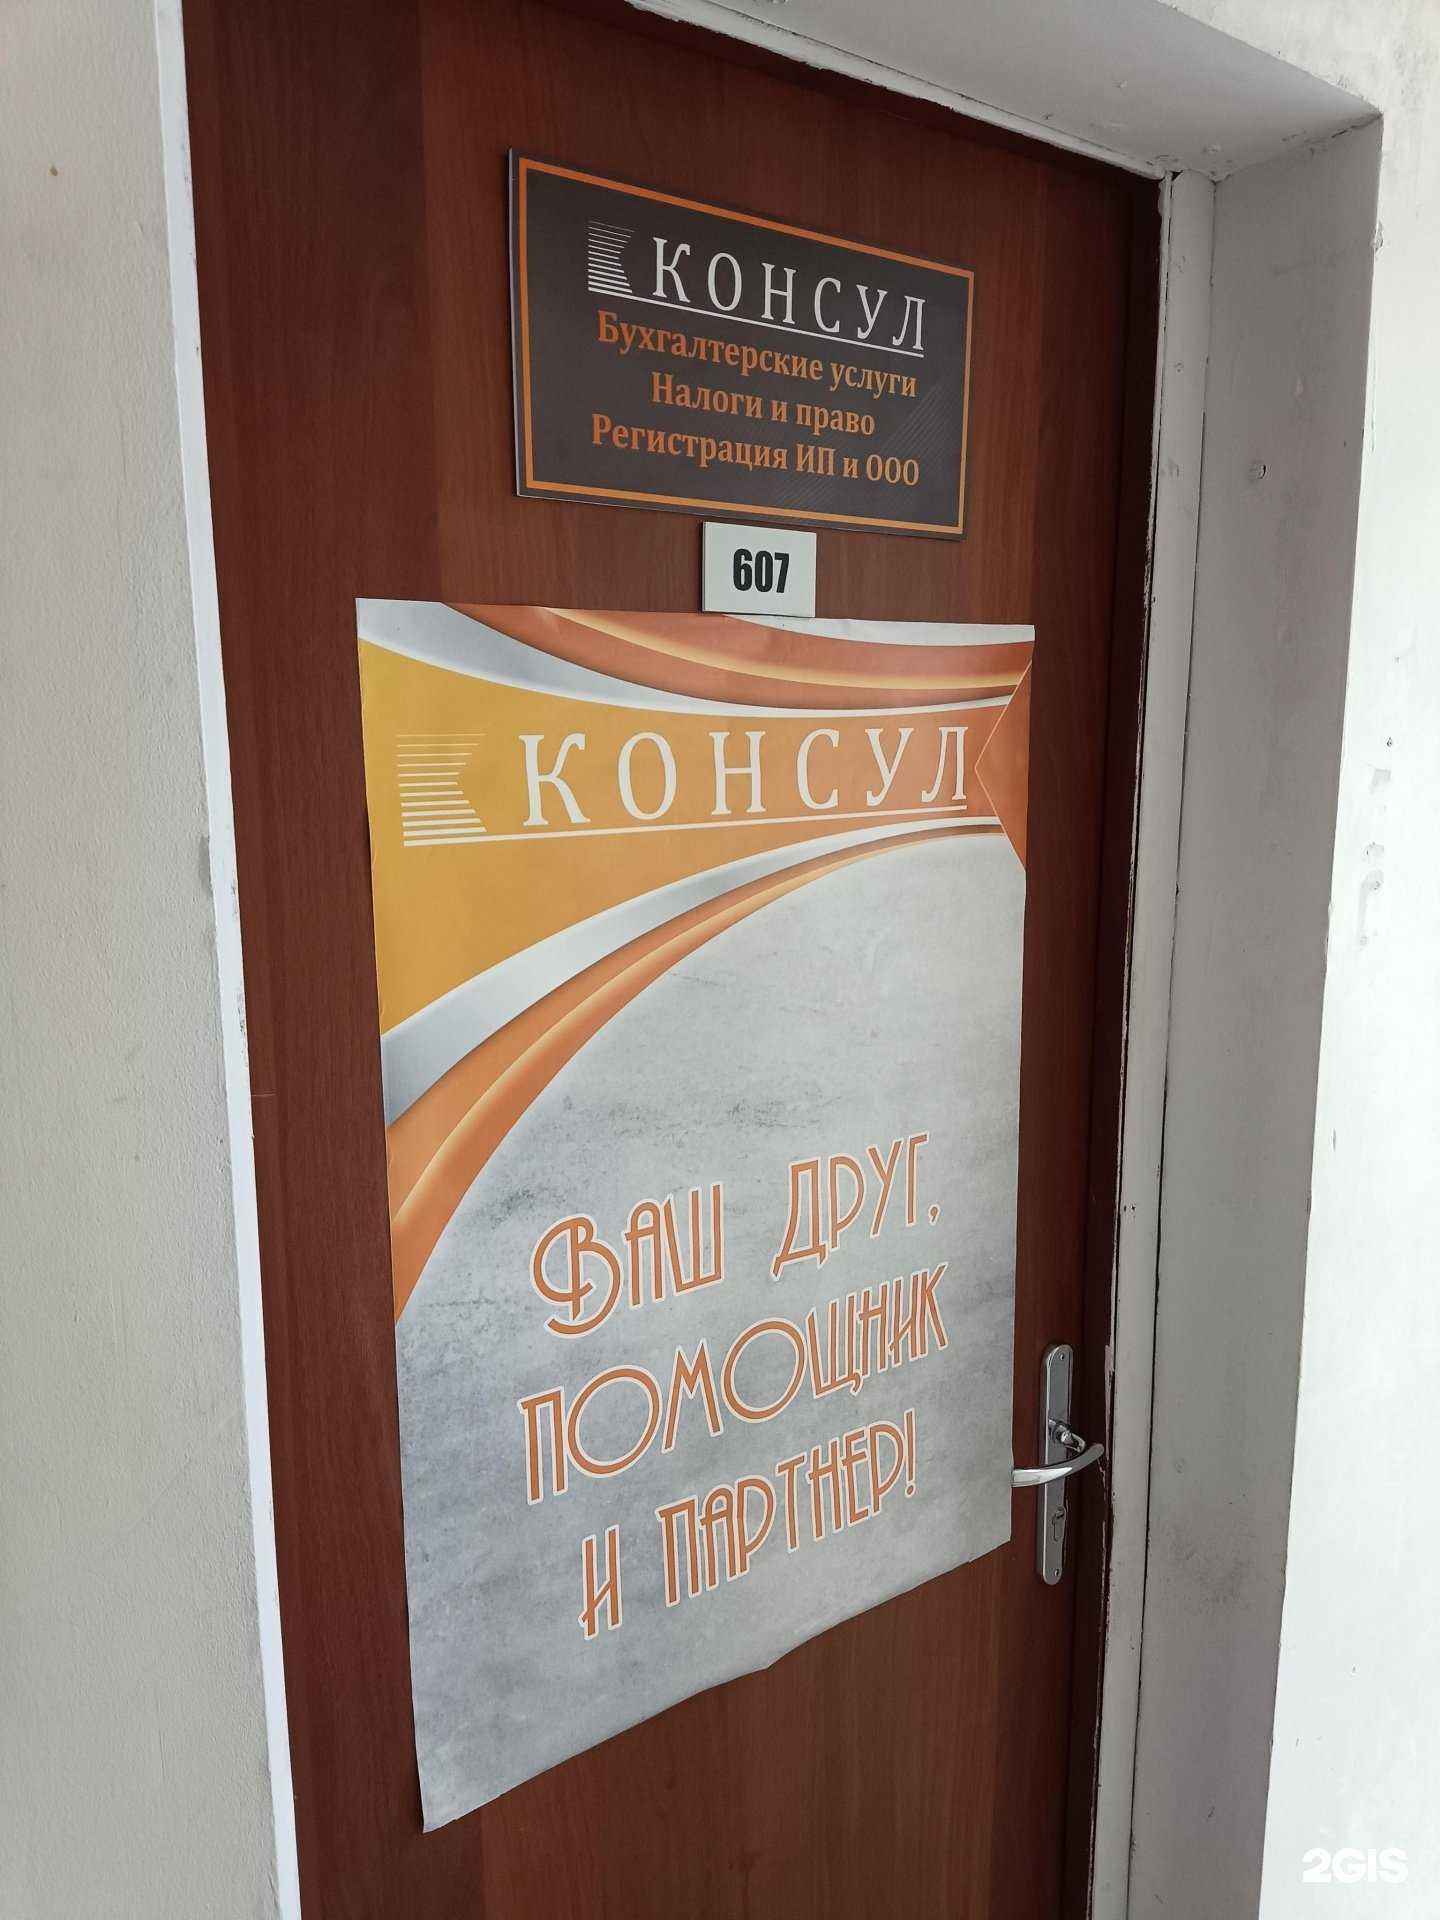 КОНСУЛ
Бухгалтерские услуги
Налоги и право
Регистрация ИП и ООО
607
КОНСУЛ
Ваш друг,
помощник
и партнер!
2GIS